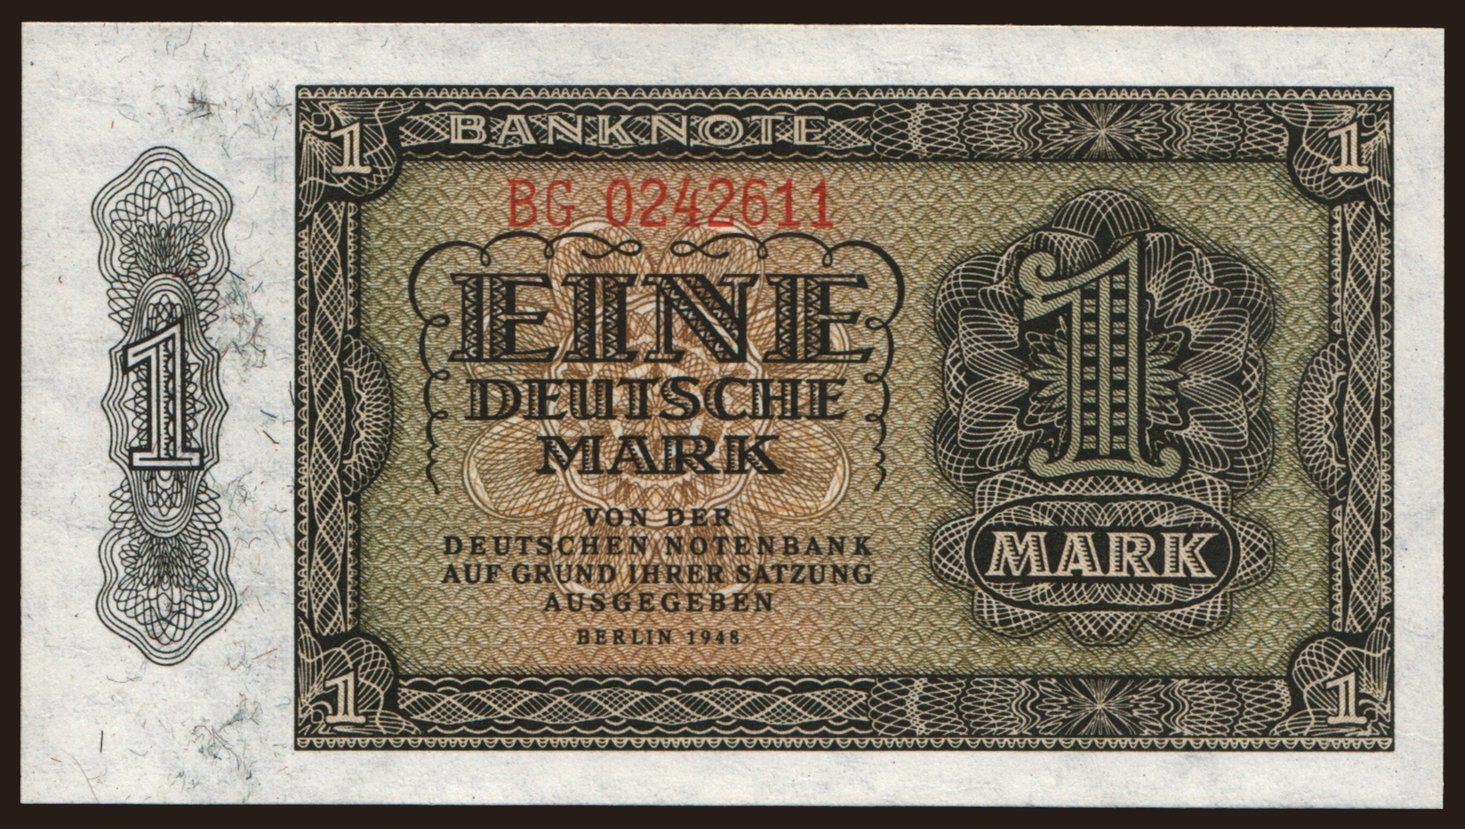 1 BANKNOTE 1
BG 0242611
EINE
DEUTSCHE
MARK
VON DER
DEUTSCHEN NOTENBANK
AUF GRUND IHRER SATZUNG
AUSGEGEBEN
BERLIN 1948
1
1
MARK
1 1